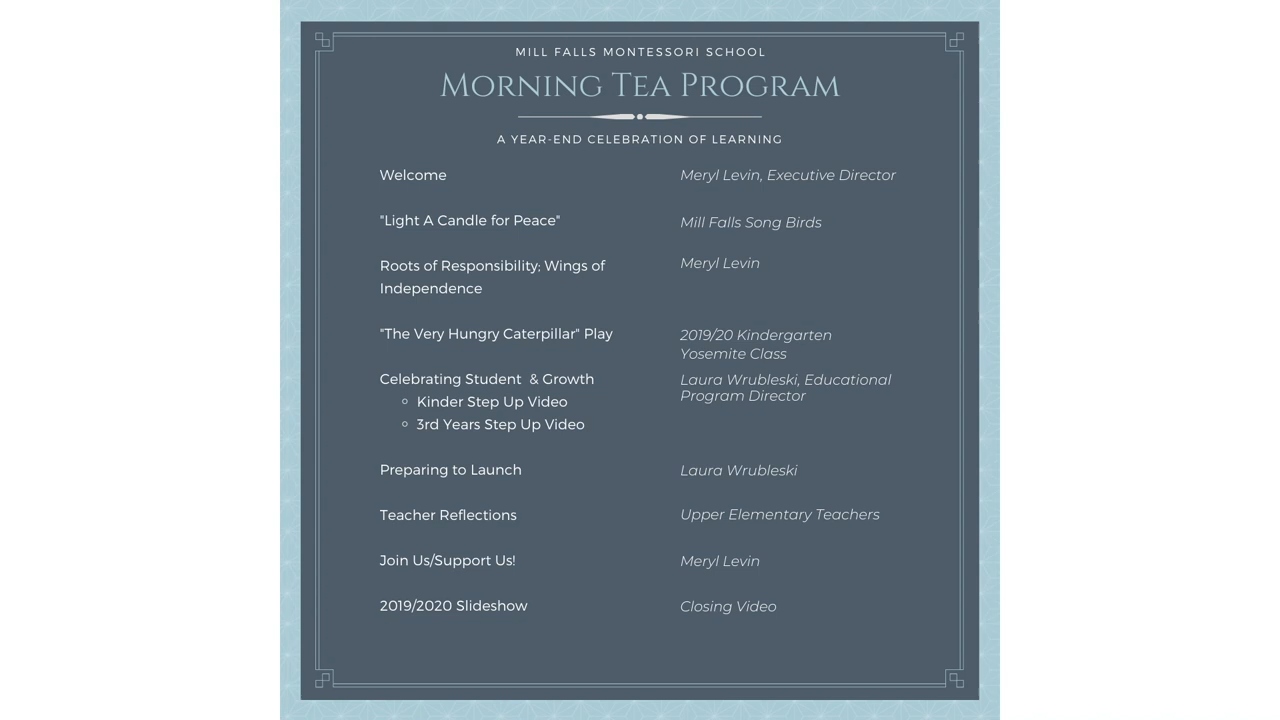 MILL FALLS MONTESSORI SCHOOL
MORNING TEA PROGRAM
A YEAR-END CELEBRATION OF LEARNING
Welcome
Meryl Levin, Executive Director
"Light A Candle for Peace"
Mill Falls Song Birds
Roots of Responsibility; Wings of
Independence
Meryl Levin
"The Very Hungry Caterpillar" Play
2019/20 Kindergarten
Yosemite Class
Celebrating Student & Growth
Laura Wrubleski, Educational
Program Director
Kinder Step Up Video
3rd Years Step Up Video
Preparing to Launch
Laura Wrubleski
Teacher Reflections
Upper Elementary Teachers
Join Us/Support Us!
Meryl Levin
2019/2020 Slideshow
Closing Video